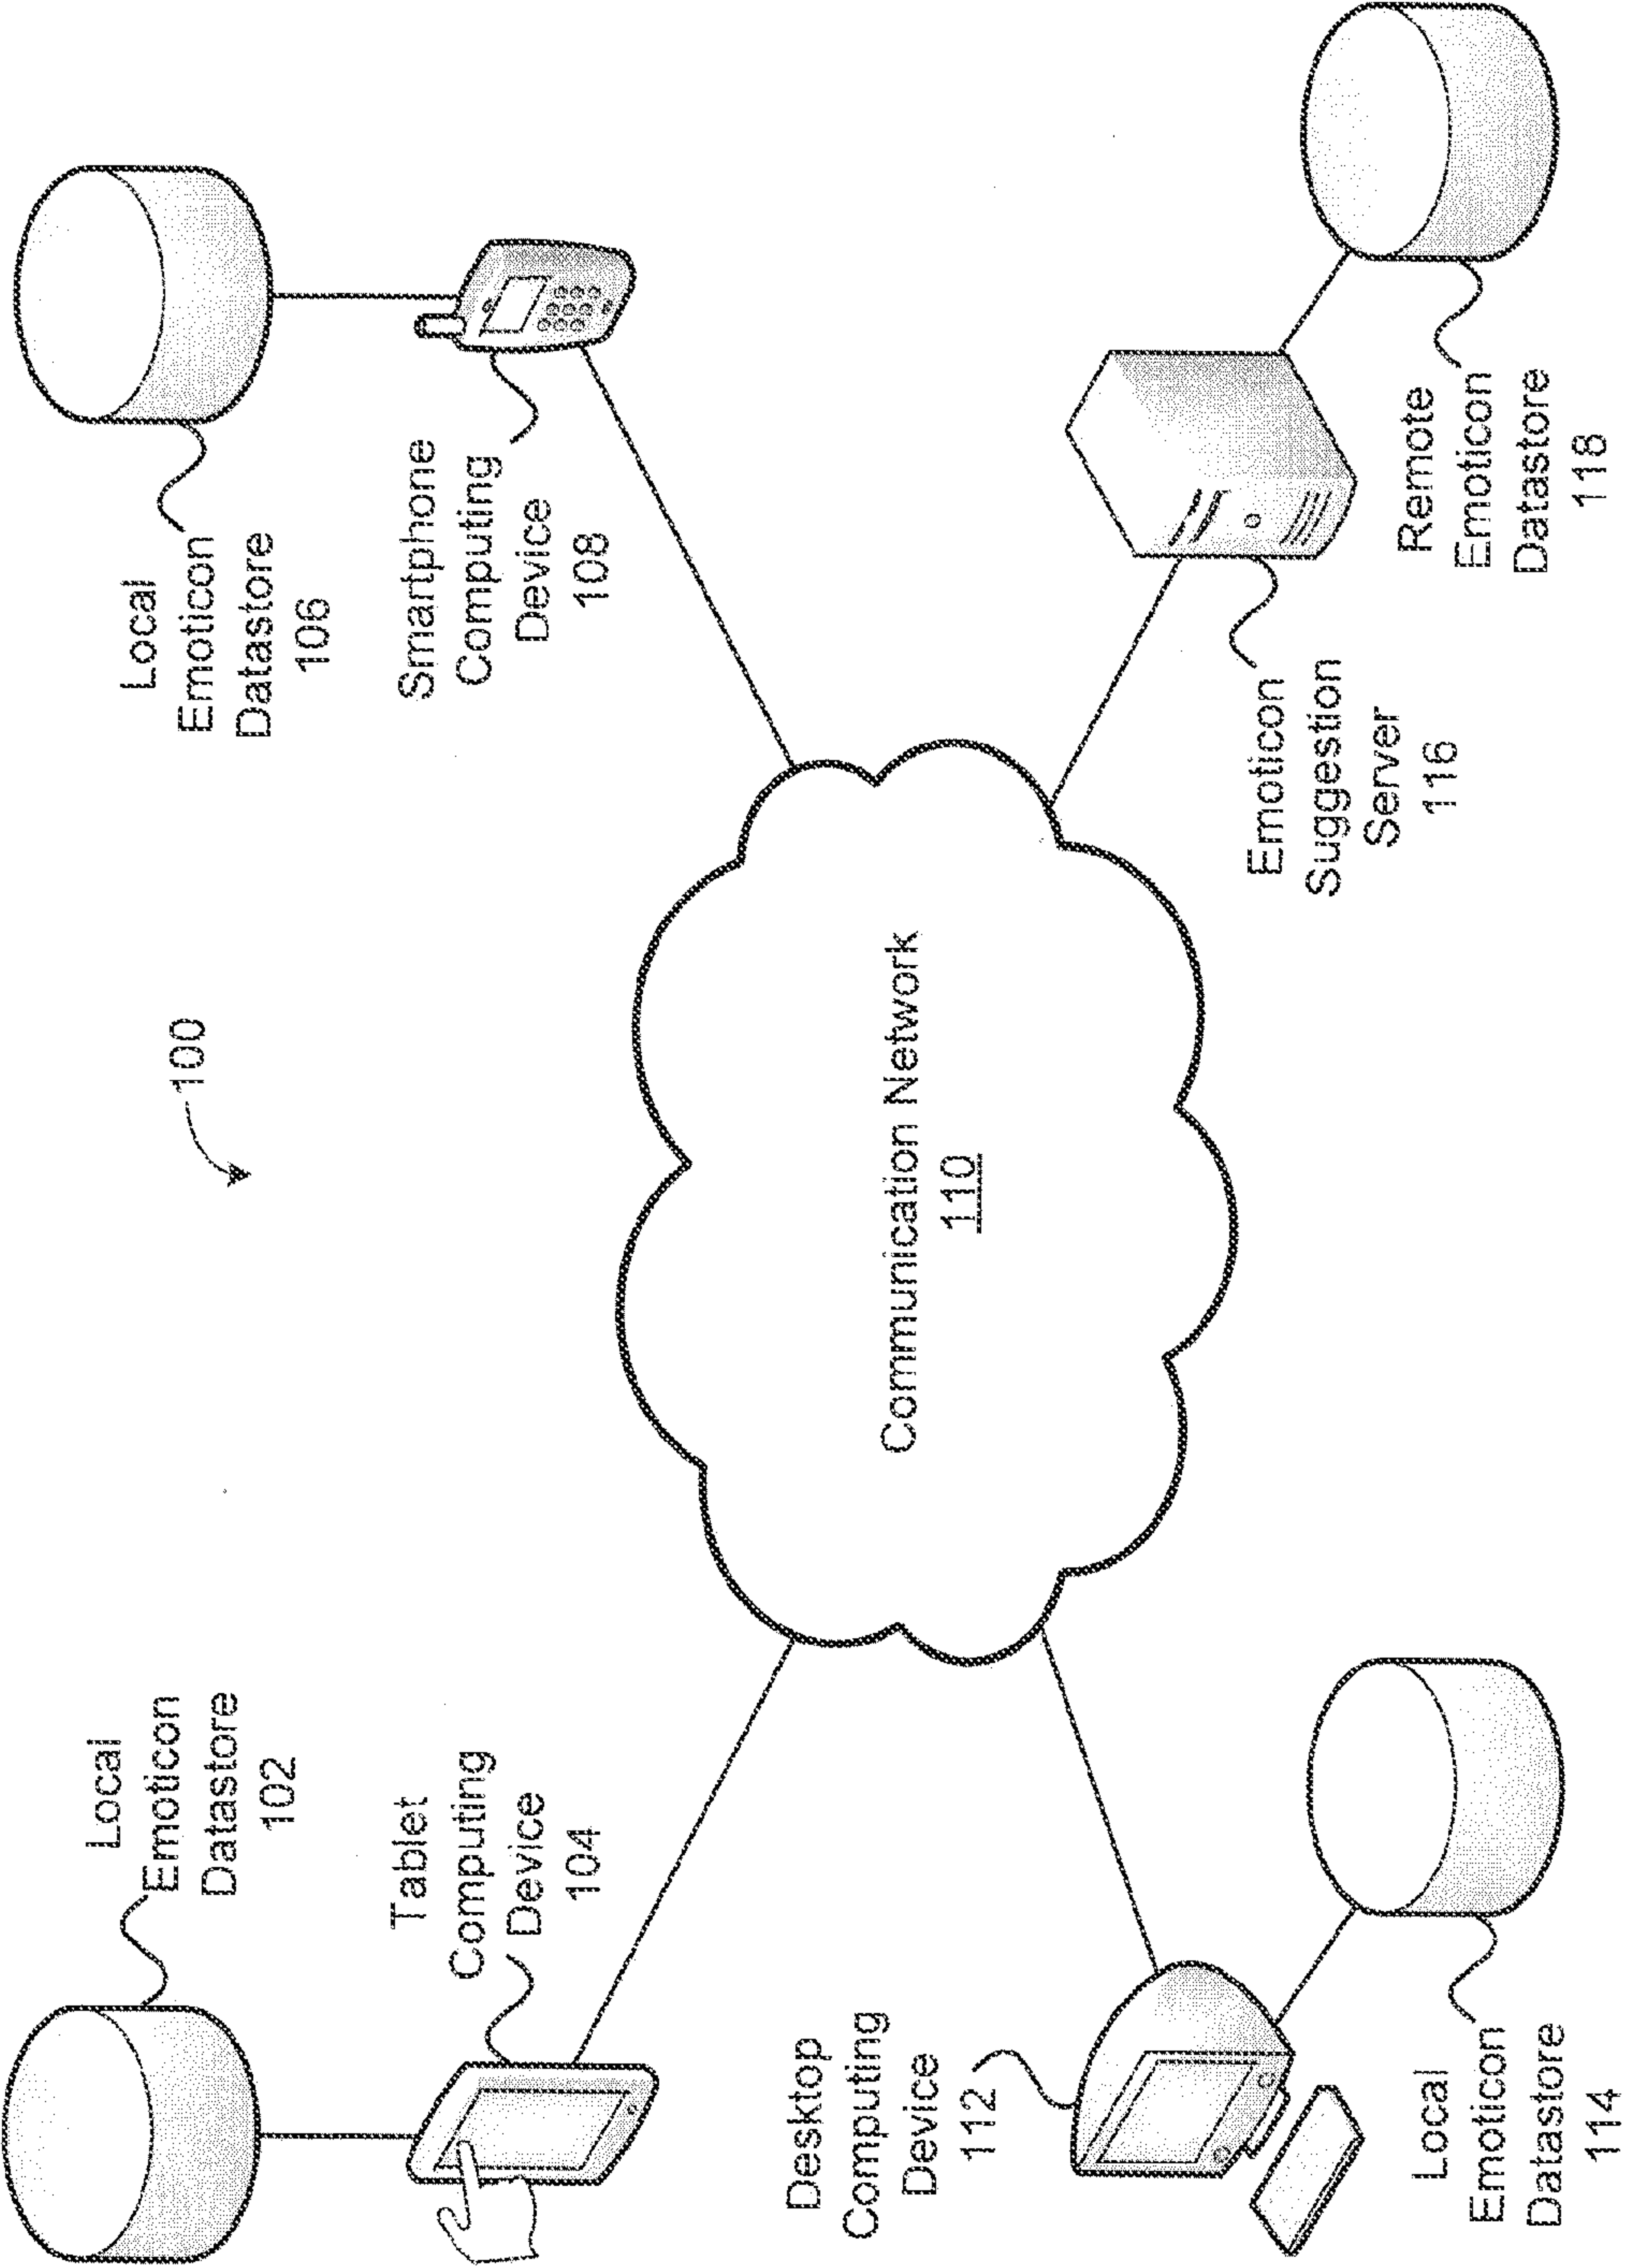 100
Local
Emoticon
Datastore
102
Tablet
Computing
Device
104
Local
Emoticon
Datastore
106
Smartphone
Computing
Device
108
Communication Network
110
Desktop
Computing
Device
112
Local
Emoticon
Datastore
114
Emoticon
Suggestion
Server
116
Remote
Emoticon
Datastore
118